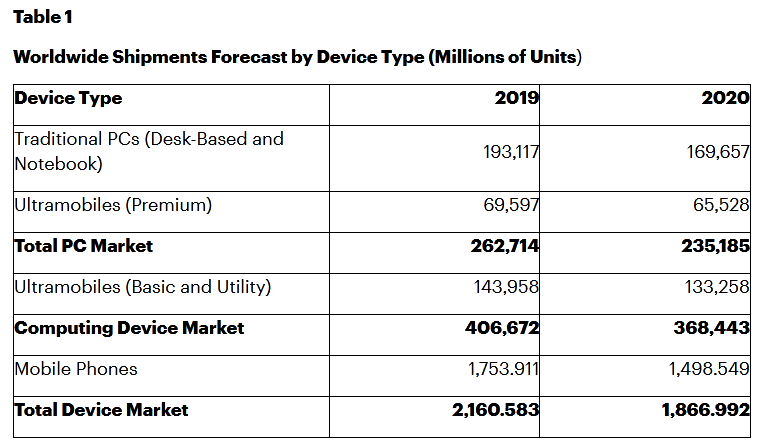 Table 1
Worldwide Shipments Forecast by Device Type (Millions of Units)
Device Type 2019 2020
Traditional PCs (Desk-Based and
Notebook) 193,117 169,657
Ultramobiles (Premium) 69,597 65,528
Total PC Market 262,714 235,185
Ultramobiles (Basic and Utility) 143,958 133,258
Computing Device Market 406,672 368,443
Mobile Phones 1,753.911 1,498.549
Total Device Market 2,160.583 1,866.992